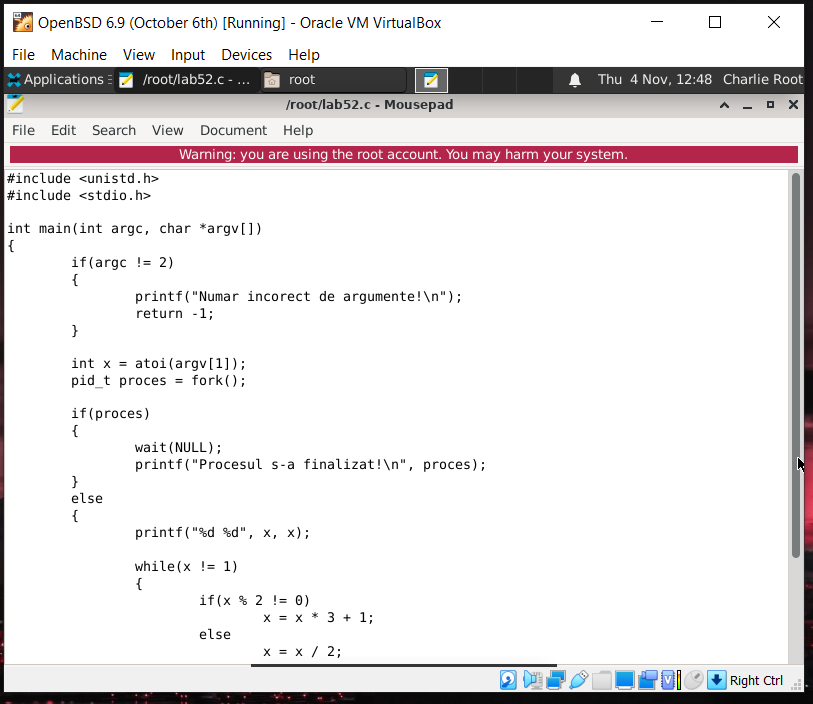 OpenBSD 6.9 (October 6th) [Running] - Oracle VM VirtualBox
File Machine View Input Devices Help
Applications /root/lab52.c - ... root Thu 4 Nov, 12:48 Charlie Root
/root/lab52.c - Mousepad
File Edit Search View Document Help
Warning: you are using the root account. You may harm your system.
#include <unistd.h>
#include <stdio.h>
int main(int argc, char *argv[])
{
if(argc != 2)
{
printf("Numar incorect de argumente!\n");
return -1;
}
int x = atoi(argv[1]);
pid_t proces = fork();
if(proces)
{
wait(NULL);
printf("Procesul s-a finalizat!\n", proces);
}
else
{
printf("%d %d", x, x);
while(x != 1)
{
if(x % 2 != 0)
x = x * 3 + 1;
else
x = x / 2;
Right Ctrl